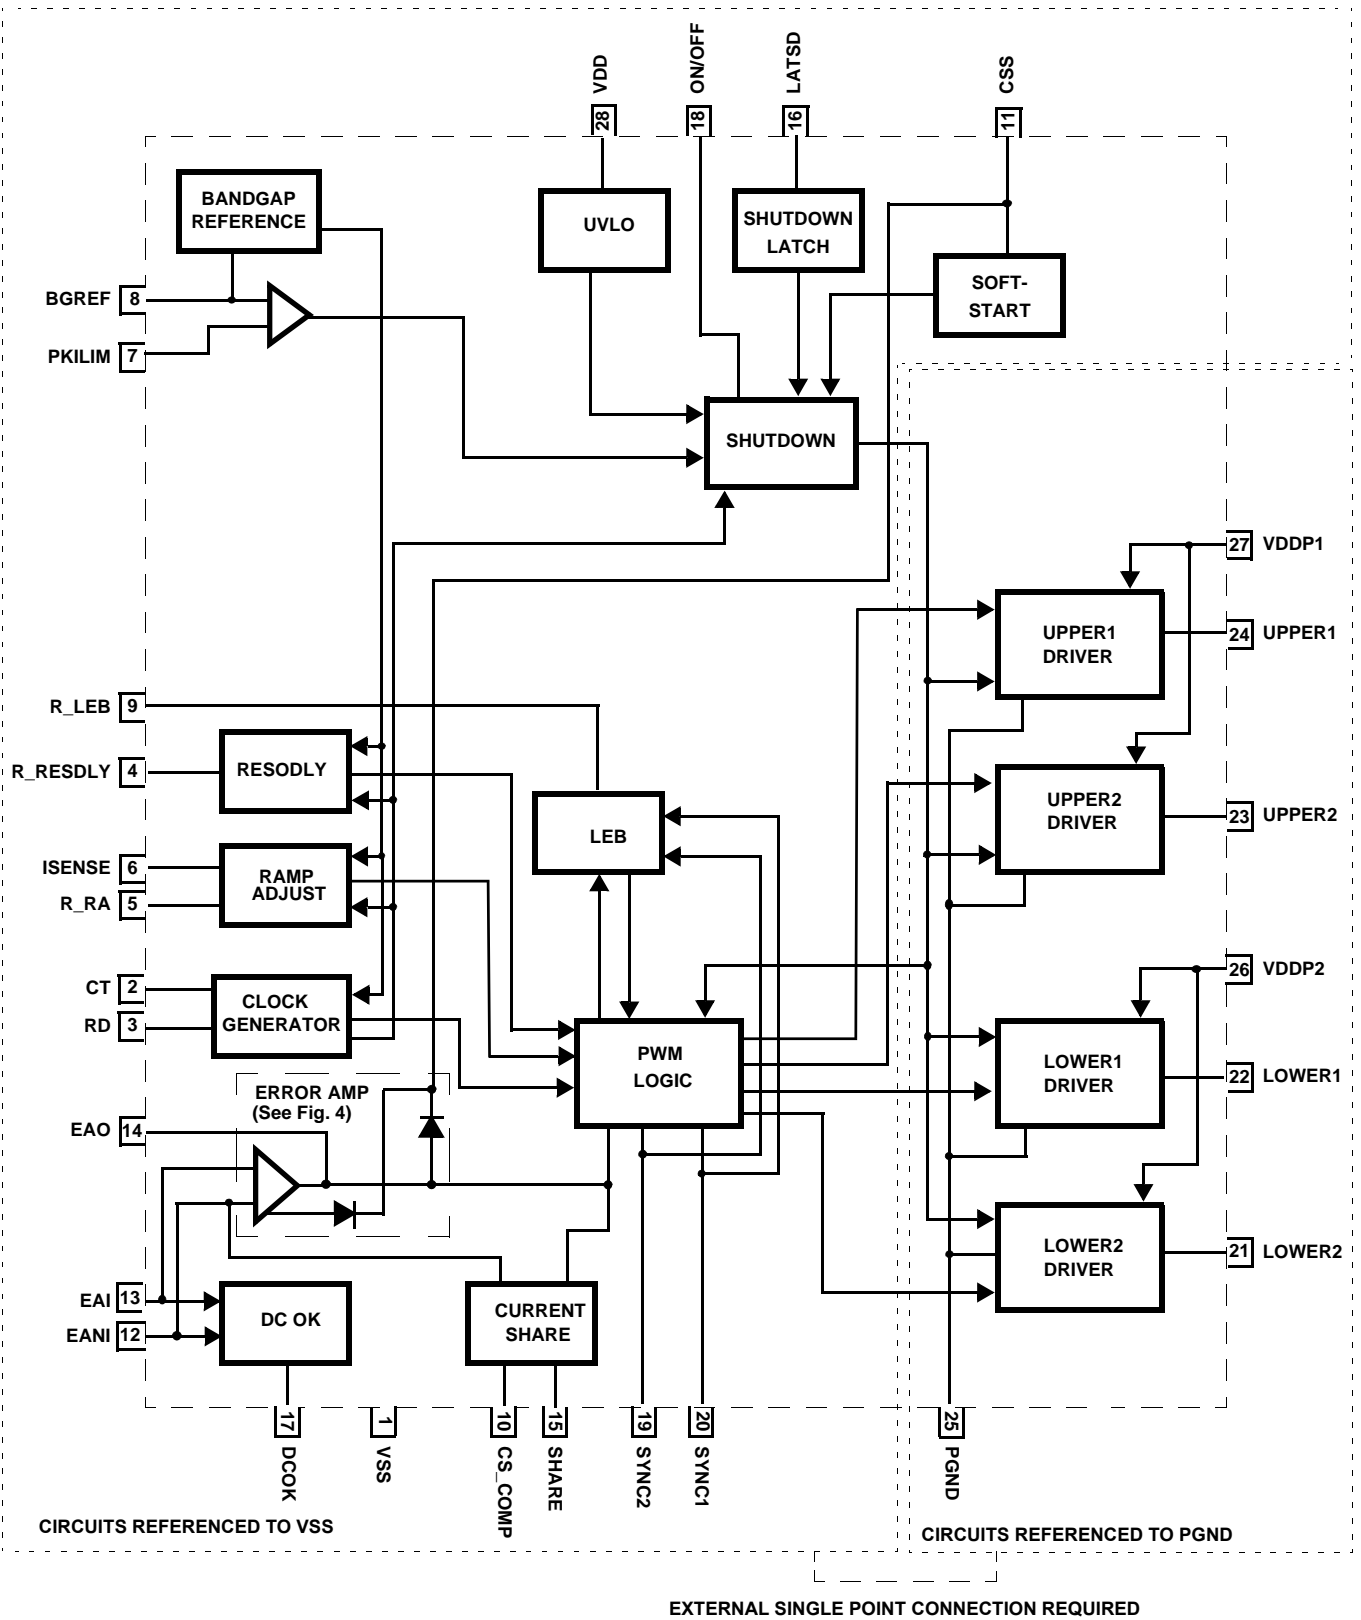 VDD
ON/OFF
LATSD
CSS
28
18
16
11
BANDGAP
REFERENCE
UVLO
SHUTDOWN
LATCH
SOFT-
START
BGREF 8
PKILIM 7
SHUTDOWN
27 VDDP1
UPPER1
DRIVER
24 UPPER1
R_LEB 9
R_RESDLY 4
RESODLY
UPPER2
DRIVER
23 UPPER2
LEB
ISENSE 6
R_RA 5
RAMP
ADJUST
26 VDDP2
CT 2
RD 3
CLOCK
GENERATOR
PWM
LOGIC
LOWER1
DRIVER
22 LOWER1
ERROR AMP
(See Fig. 4)
EAO 14
LOWER2
DRIVER
21 LOWER2
EAI 13
EANI 12
DC OK
CURRENT
SHARE
17
1
10
15
19
20
25
DCOK
VSS
CS_COMP
SHARE
SYNC2
SYNC1
PGND
CIRCUITS REFERENCED TO VSS
CIRCUITS REFERENCED TO PGND
EXTERNAL SINGLE POINT CONNECTION REQUIRED